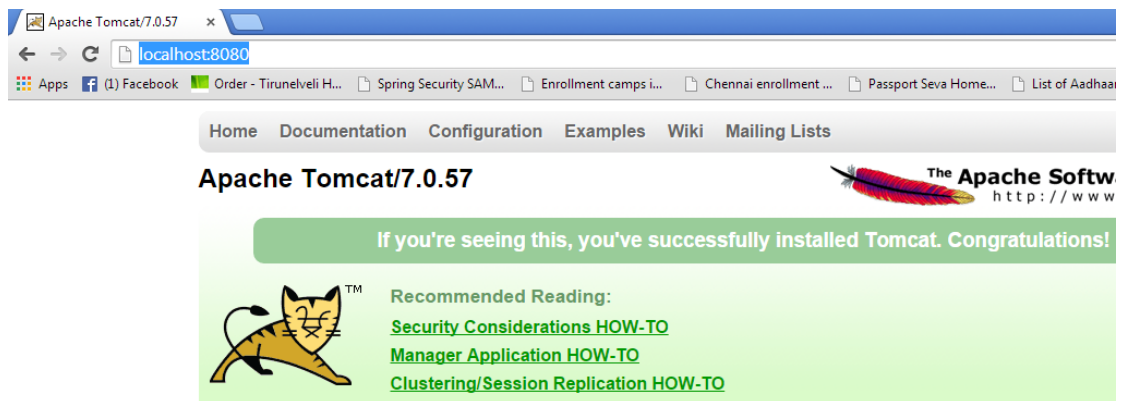 Apache Tomcat/7.0.57
localhost:8080
Apps (1) Facebook Order - Tirunelveli H... Spring Security SAM... Enrollment camps i... Chennai enrollment ... Passport Seva Home... List of Aadhaar
Home Documentation Configuration Examples Wiki Mailing Lists
Apache Tomcat/7.0.57
The Apache Softw
http://www
If you're seeing this, you've successfully installed Tomcat. Congratulations!
TM
Recommended Reading:
Security Considerations HOW-TO
Manager Application HOW-TO
Clustering/Session Replication HOW-TO